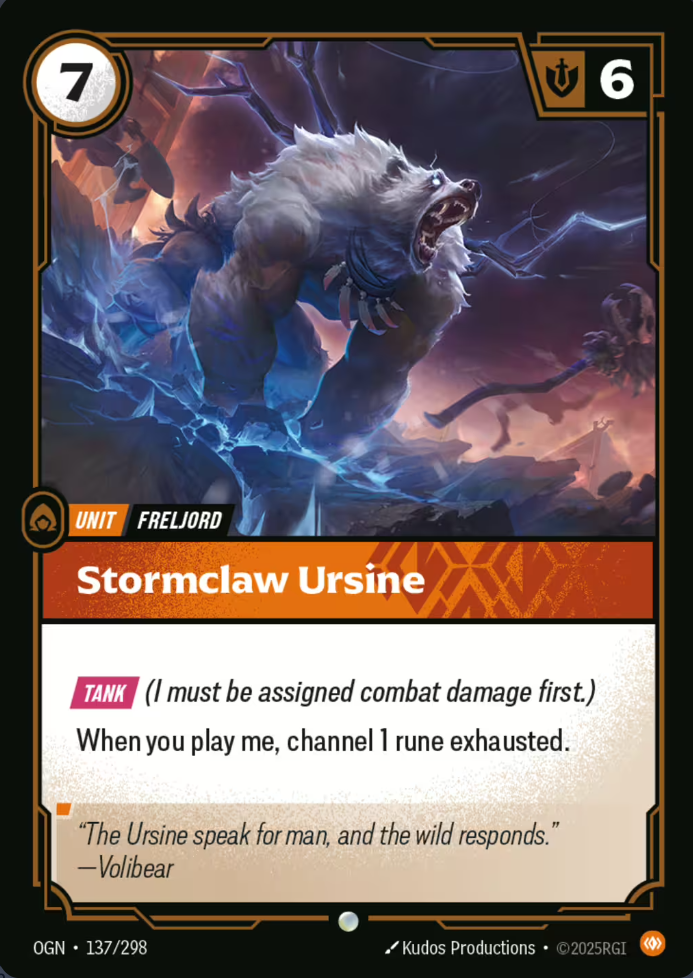 7
6
UNIT FRELJORD
Stormclaw Ursine
TANK (I must be assigned combat damage first.)
When you play me, channel 1 rune exhausted.
“The Ursine speak for man, and the wild responds.”
—Volibear
OGN • 137/298 Kudos Productions • ©2025RGI